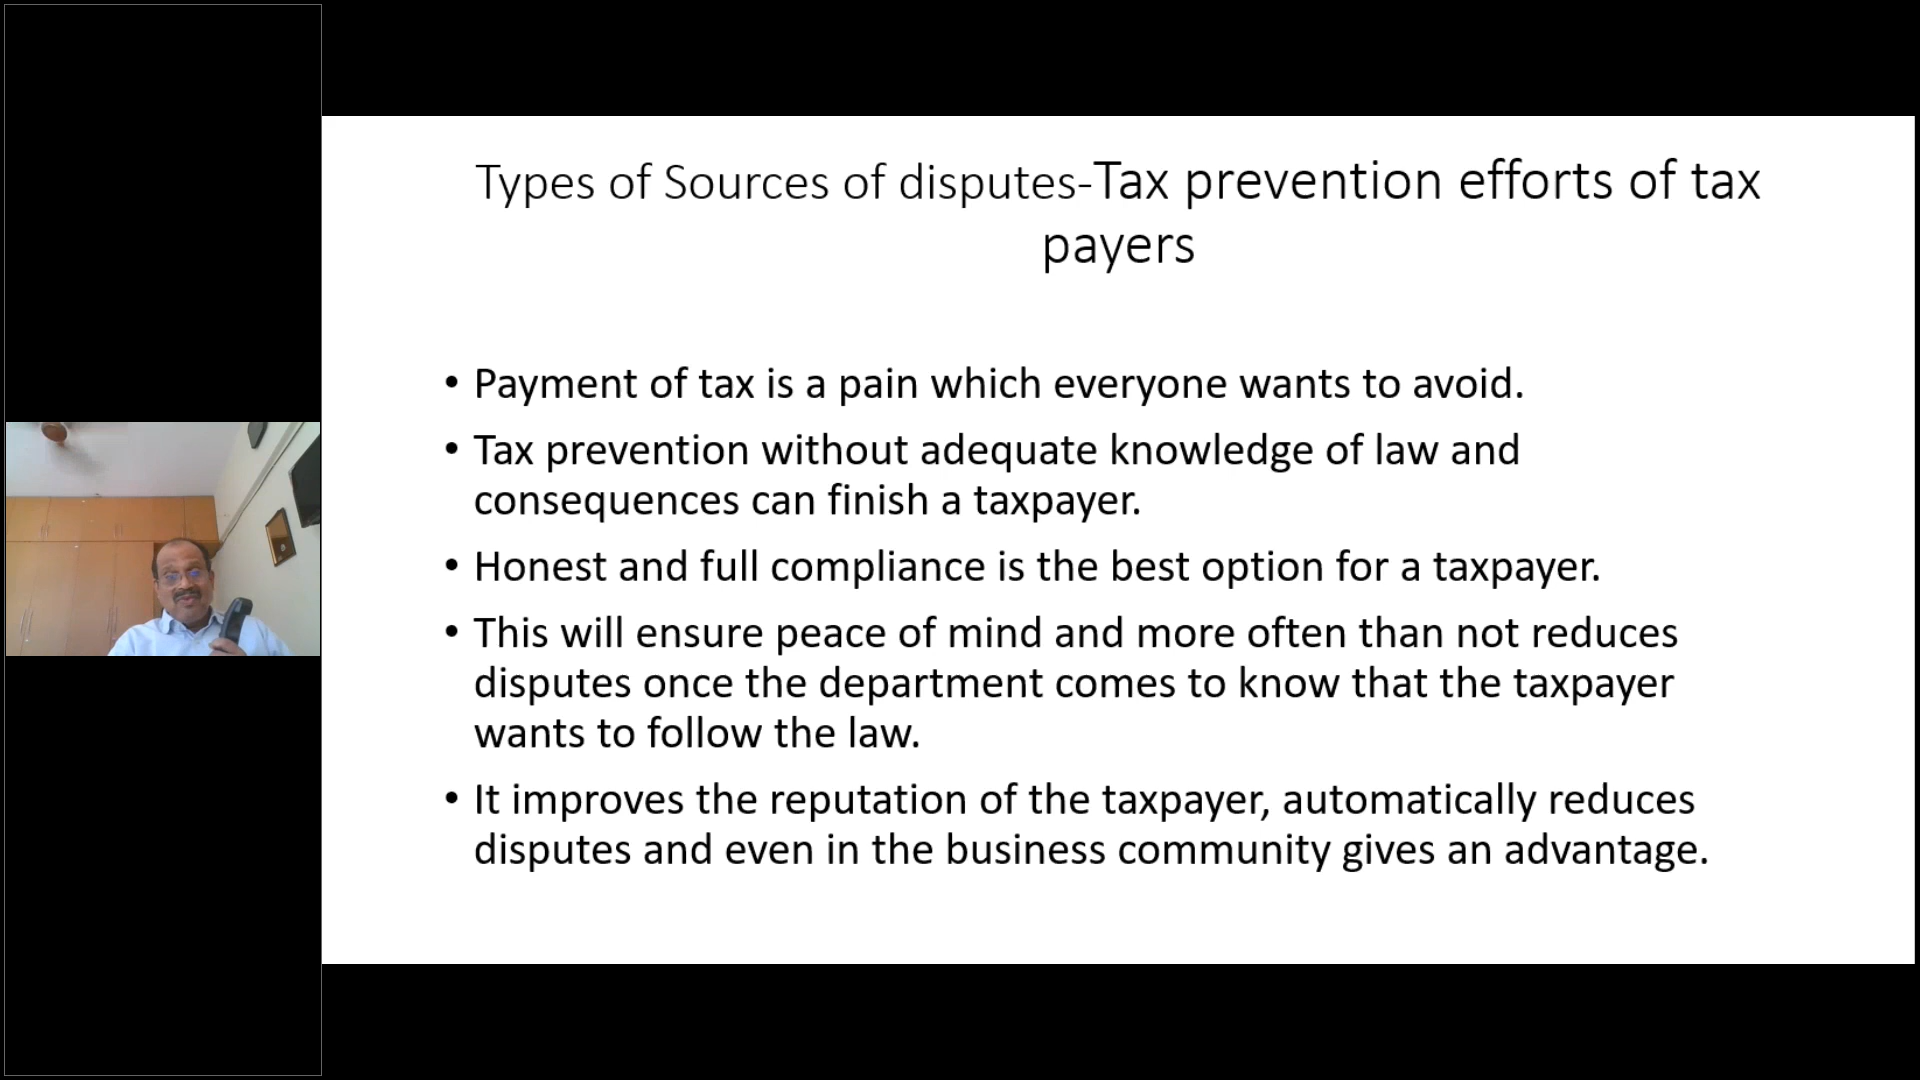 Types of Sources of disputes-Tax prevention efforts of tax
payers
• Payment of tax is a pain which everyone wants to avoid.
• Tax prevention without adequate knowledge of law and
consequences can finish a taxpayer.
• Honest and full compliance is the best option for a taxpayer.
• This will ensure peace of mind and more often than not reduces
disputes once the department comes to know that the taxpayer
wants to follow the law.
• It improves the reputation of the taxpayer, automatically reduces
disputes and even in the business community gives an advantage.